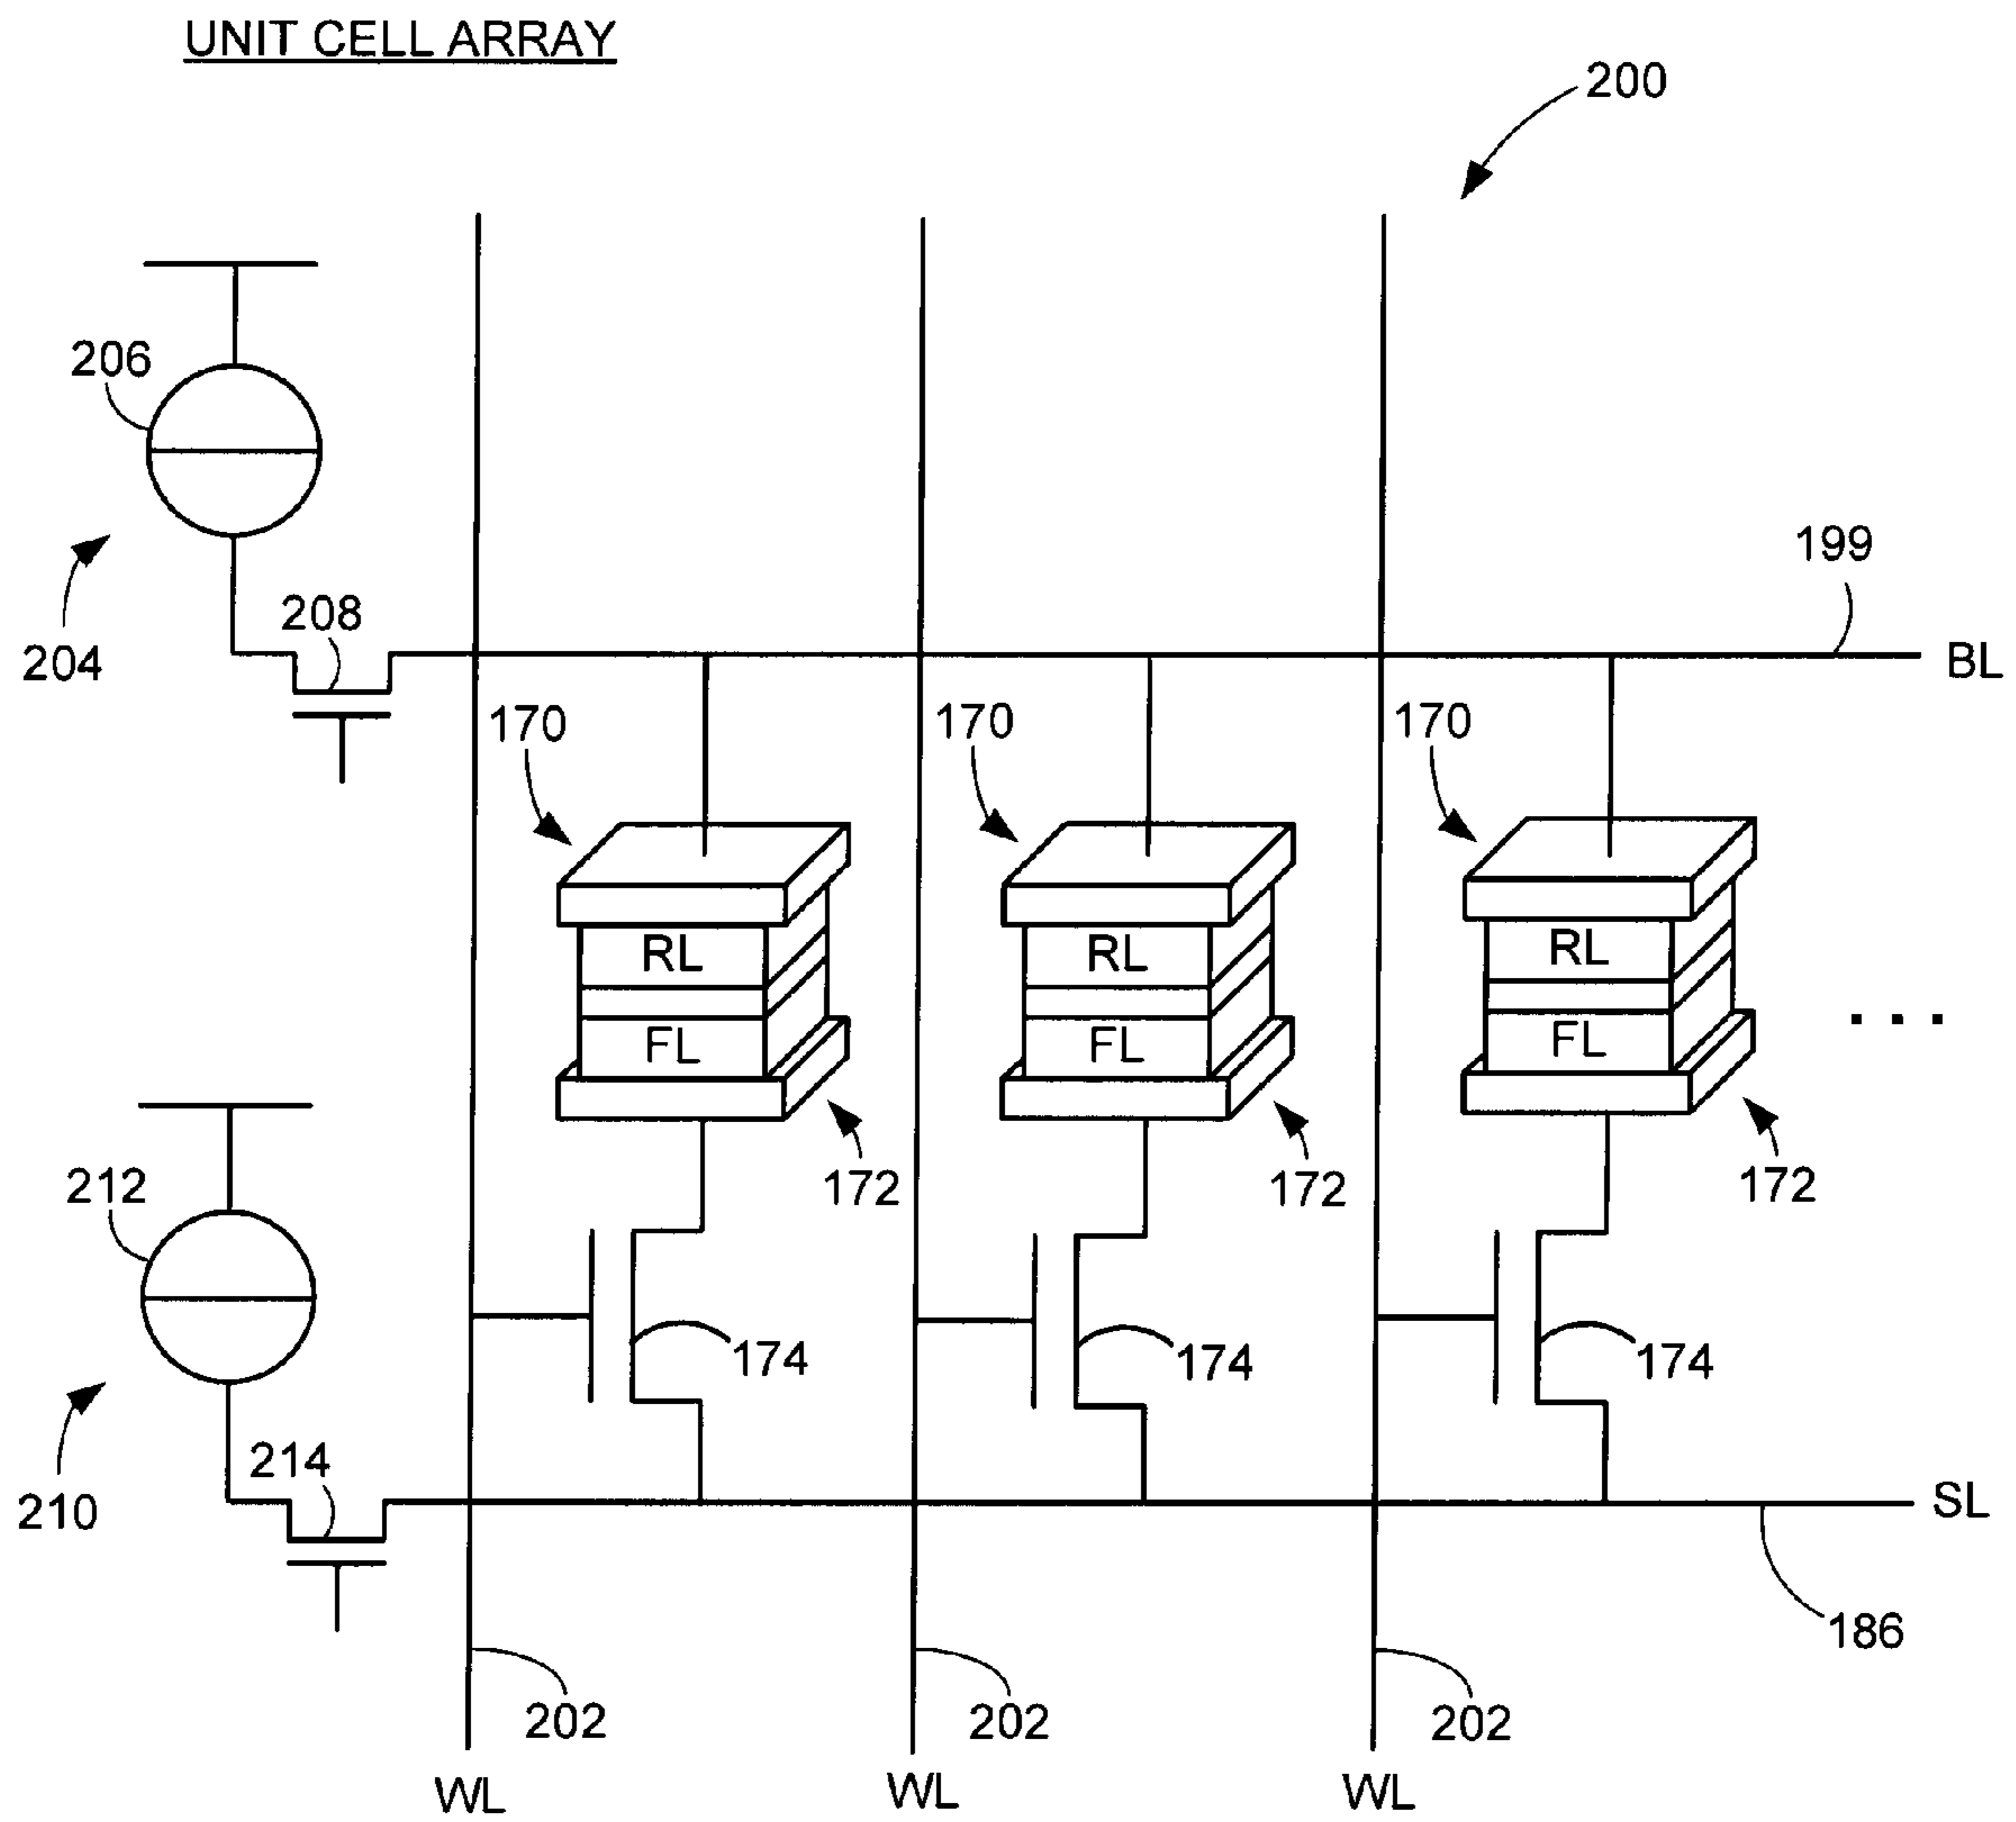 UNIT CELL ARRAY
200
206
199
204
208
BL
170 170 170
RL RL RL
FL FL FL
172 172 172
212
174 174 174
214
210
SL
186
202 202 202
WL WL WL